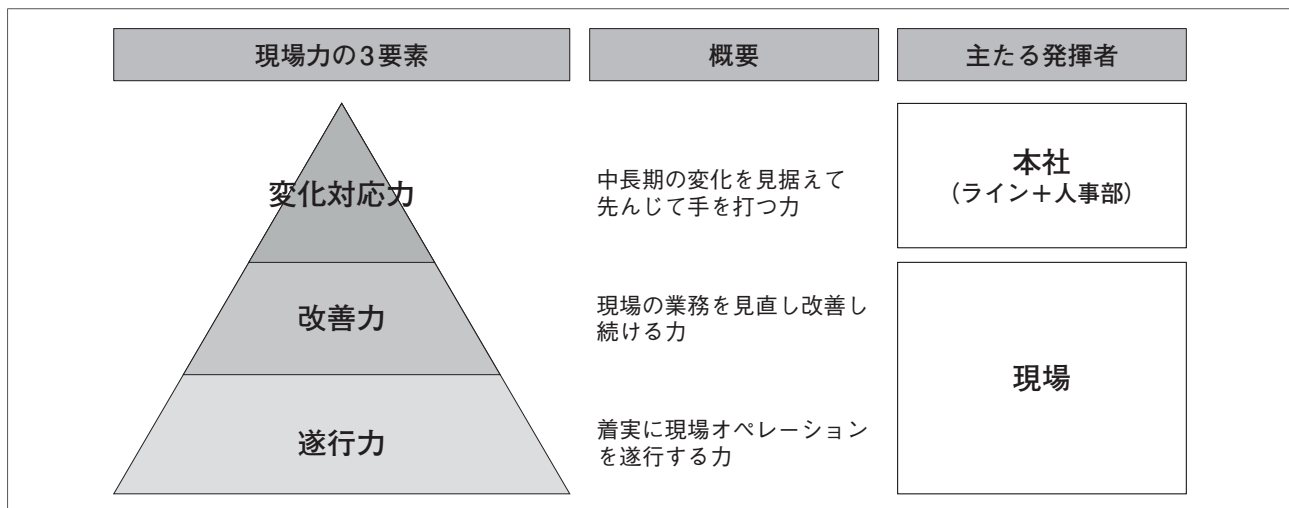 現場力の3要素
概要
主たる発揮者
変化対応力
中長期の変化を見据えて
先んじて手を打つ力
本社
（ライン＋人事部）
改善力
現場の業務を見直し改善し
続ける力
現場
遂行力
着実に現場オペレーション
を遂行する力